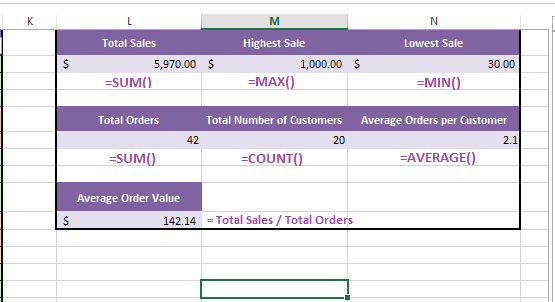 K L M N
Total Sales Highest Sale Lowest Sale
$ 5,970.00 $ 1,000.00 $ 30.00
=SUM() =MAX() =MIN()
Total Orders Total Number of Customers Average Orders per Customer
42 20 2.1
=SUM() =COUNT() =AVERAGE()
Average Order Value
$ 142.14 = Total Sales / Total Orders